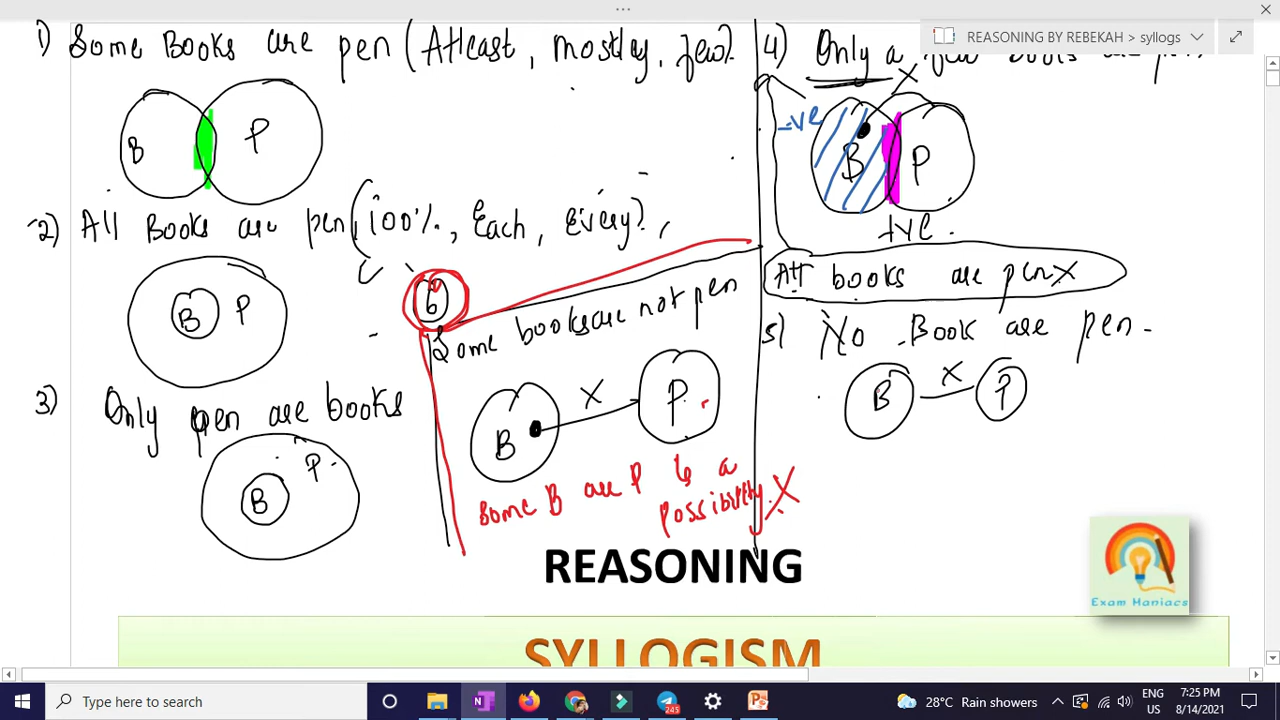 REASONING BY REBEKAH > syllogs
1) Some Books are pen (Atleast, mostly, few)
B P
2) All Books are pen (100%, Each, Every),
B P
3) Only pen are books
B P
4) Only a few books are pen
X
-ve B P
+ve
All books are pen X
5) No Book are pen
B X P
6
Some books are not pen
B X P
Some B are P is a possibility X
REASONING
SYLLOGISM
Exam Maniacs
Type here to search
245
28°C Rain showers
ENG
US
7:25 PM
8/14/2021